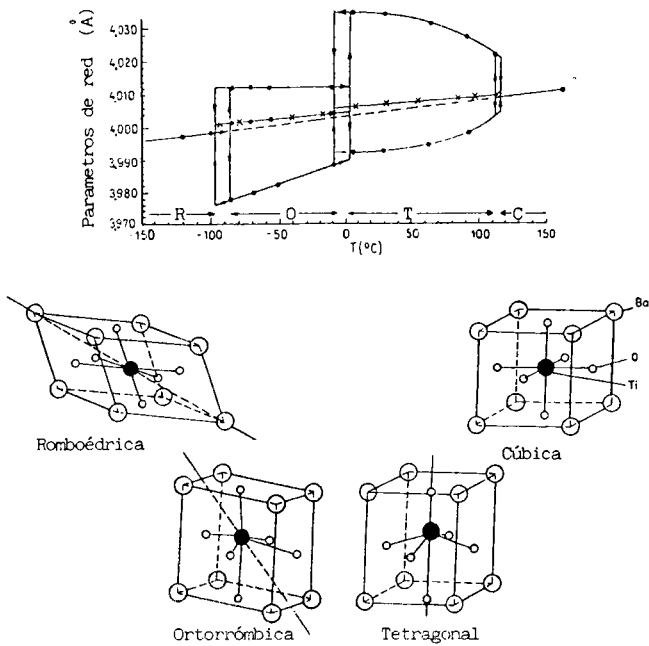 Parametros de red (Å)
4,030
4,020
4,010
4,000
3,990
3,980
3,970
R O T C
-150 -100 -50 0 50 100 150
T(ºC)
Romboédrica
Ba
O
Ti
Cúbica
Ortorrómbica
Tetragonal